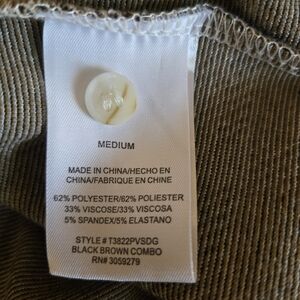 MEDIUM
MADE IN CHINA/HECHO EN
CHINA/FABRIQUE EN CHINE
62% POLYESTER/62% POLIESTER
33% VISCOSE/33% VISCOSA
5% SPANDEX/5% ELASTANO
STYLE # T3822PVSDG
BLACK BROWN COMBO
RN# 3059279